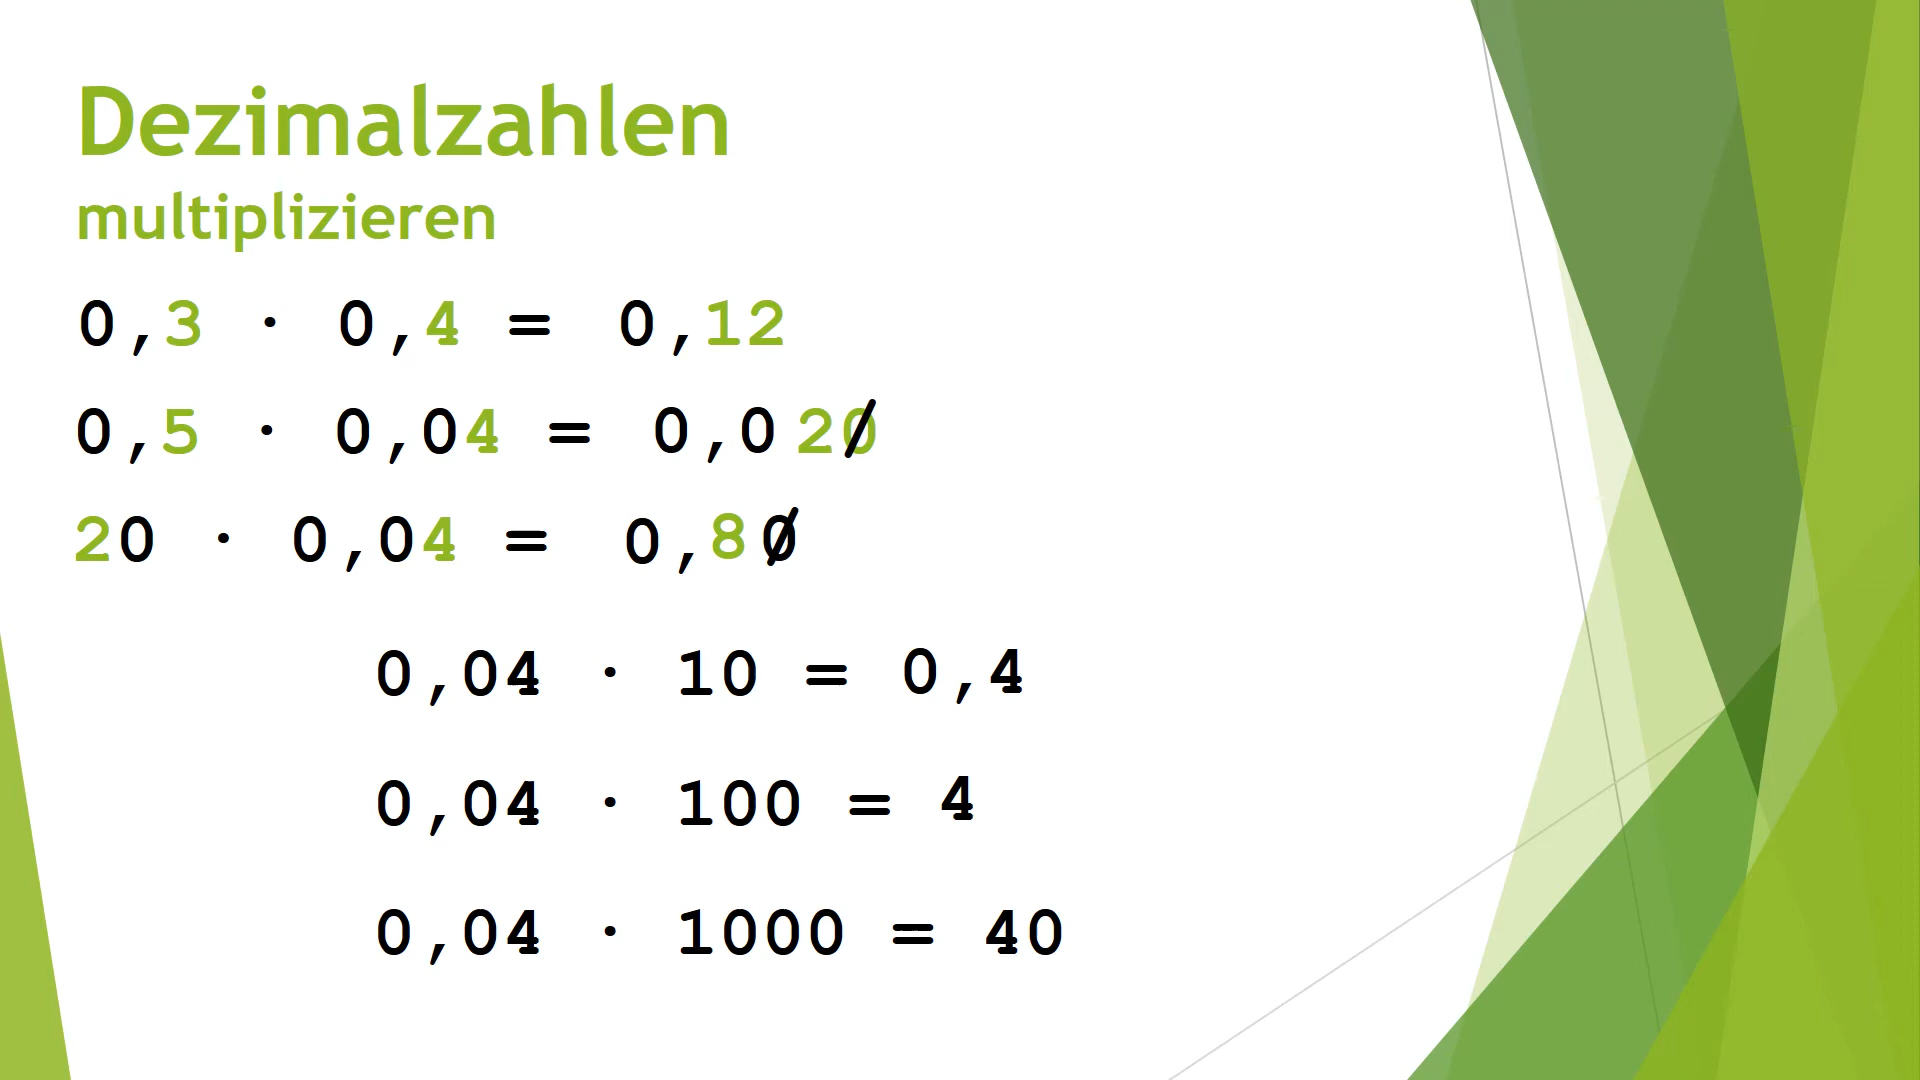 Dezimalzahlen
multiplizieren
0,3 · 0,4 = 0,12
0,5 · 0,04 = 0,020
20 · 0,04 = 0,80
0,04 · 10 = 0,4
0,04 · 100 = 4
0,04 · 1000 = 40